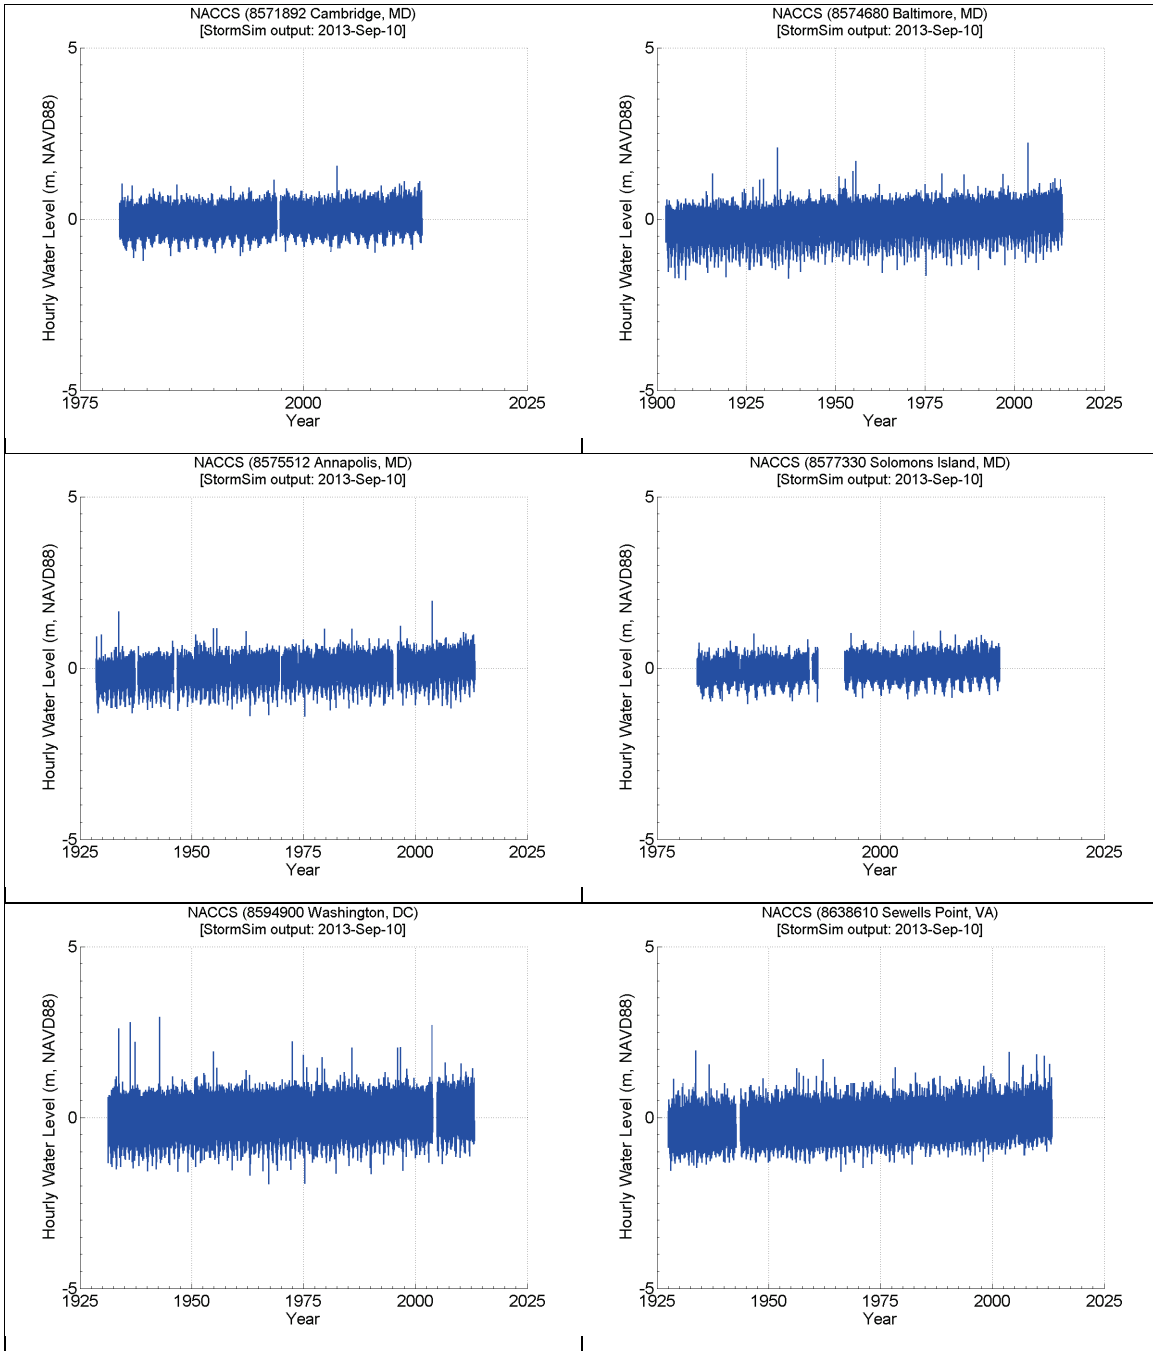 NACCS (8571892 Cambridge, MD)
[StormSim output: 2013-Sep-10]
5
0
-5
Hourly Water Level (m, NAVD88)
1975
2000
2025
Year
NACCS (8574680 Baltimore, MD)
[StormSim output: 2013-Sep-10]
5
0
-5
Hourly Water Level (m, NAVD88)
1900
1925
1950
1975
2000
2025
Year
NACCS (8575512 Annapolis, MD)
[StormSim output: 2013-Sep-10]
5
0
-5
Hourly Water Level (m, NAVD88)
1925
1950
1975
2000
2025
Year
NACCS (8577330 Solomons Island, MD)
[StormSim output: 2013-Sep-10]
5
0
-5
Hourly Water Level (m, NAVD88)
1975
2000
2025
Year
NACCS (8594900 Washington, DC)
[StormSim output: 2013-Sep-10]
5
0
-5
Hourly Water Level (m, NAVD88)
1925
1950
1975
2000
2025
Year
NACCS (8638610 Sewells Point, VA)
[StormSim output: 2013-Sep-10]
5
0
-5
Hourly Water Level (m, NAVD88)
1925
1950
1975
2000
2025
Year